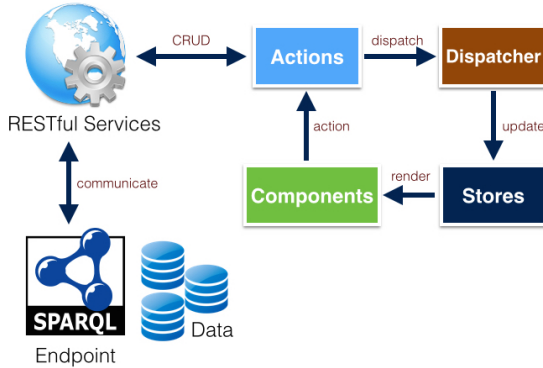 CRUD
Actions
dispatch
Dispatcher
RESTful Services
action
update
communicate
Components
render
Stores
SPARQL
Data
Endpoint